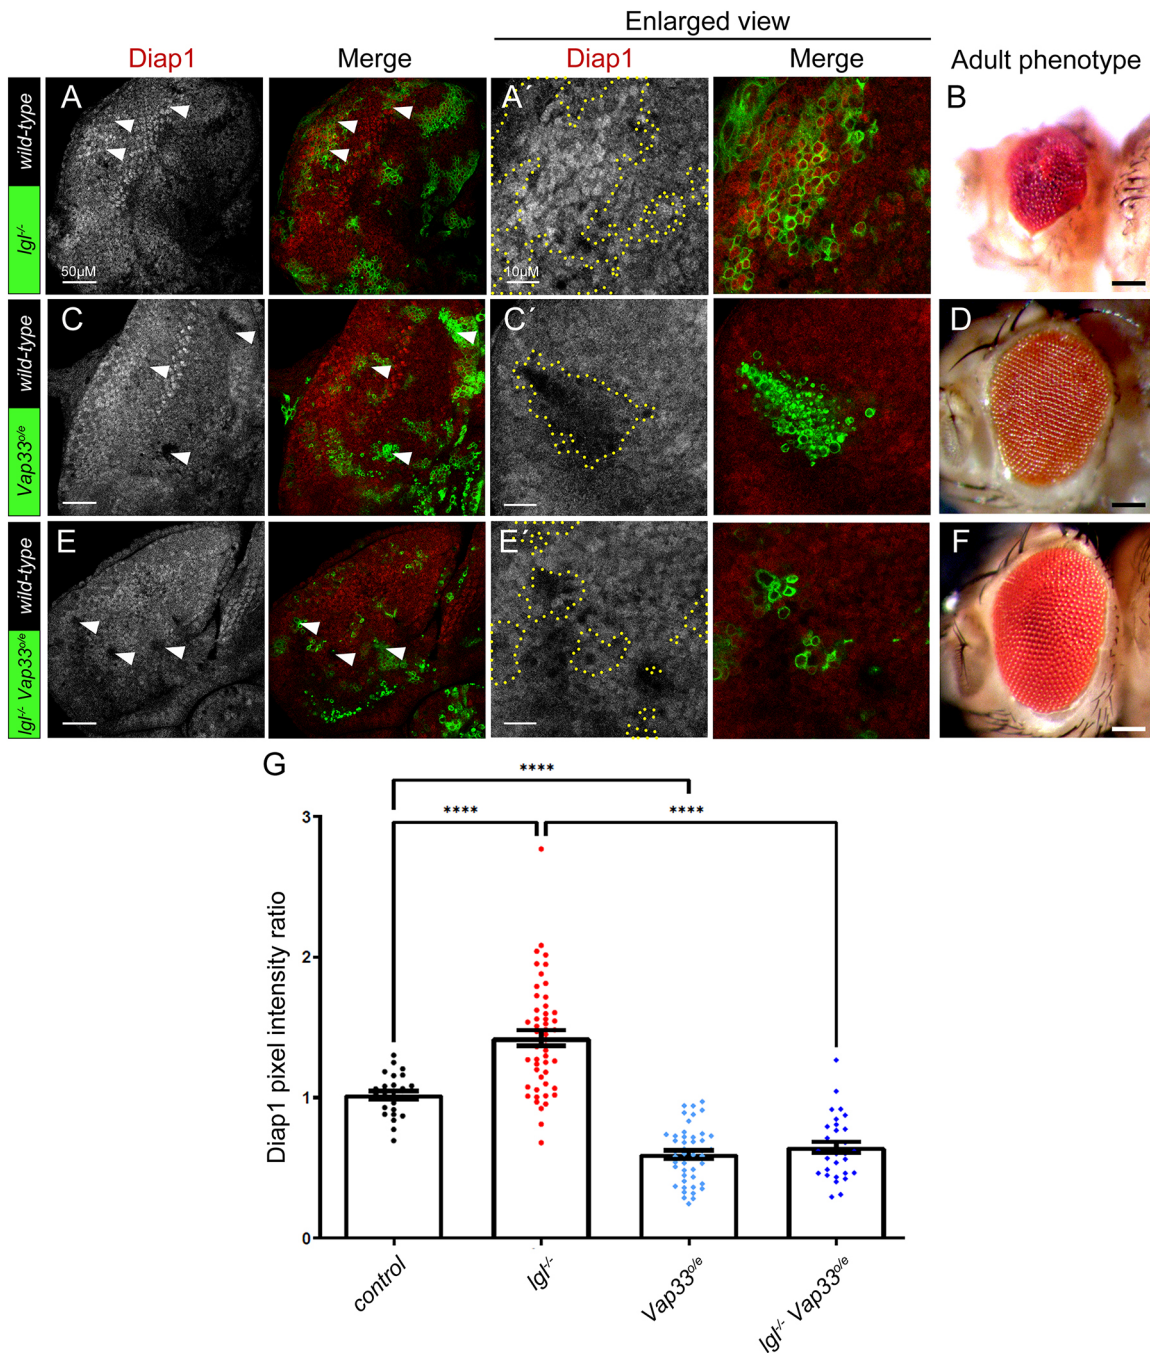 Enlarged view
Diap1 Merge Diap1 Merge Adult phenotype
wild-type
lgl-/-
A
50µM
A´
10µM
B
wild-type
Vap33o/e
C
C´
D
wild-type
lgl-/- Vap33o/e
E
E´
F
G
****
**** ****
Diap1 pixel intensity ratio
3
2
1
0
control
lgl-/-
Vap33o/e
lgl-/- Vap33o/e